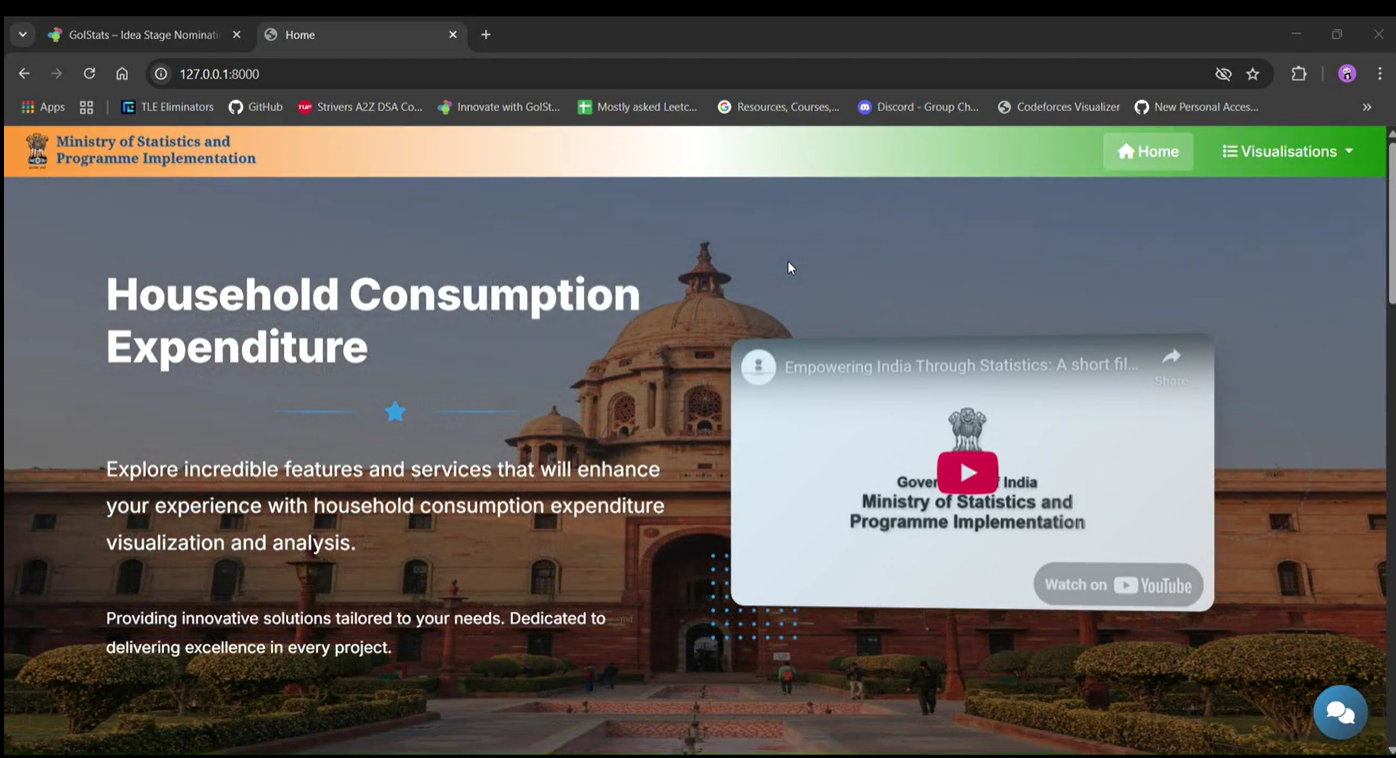 GoIStats – Idea Stage Nominati
Home
127.0.0.1:8000
Apps
TLE Eliminators
GitHub
TUF
Strivers A2Z DSA Co...
Innovate with GoISt...
Mostly asked Leetc...
Resources, Courses,...
Discord - Group Ch...
Codeforces Visualizer
New Personal Acces...
Ministry of Statistics and
Programme Implementation
Home
Visualisations
Household Consumption
Expenditure
Explore incredible features and services that will enhance
your experience with household consumption expenditure
visualization and analysis.
Providing innovative solutions tailored to your needs. Dedicated to
delivering excellence in every project.
Empowering India Through Statistics: A short fil...
Share
Gover India
Ministry of Statistics and
Programme Implementation
Watch on YouTube